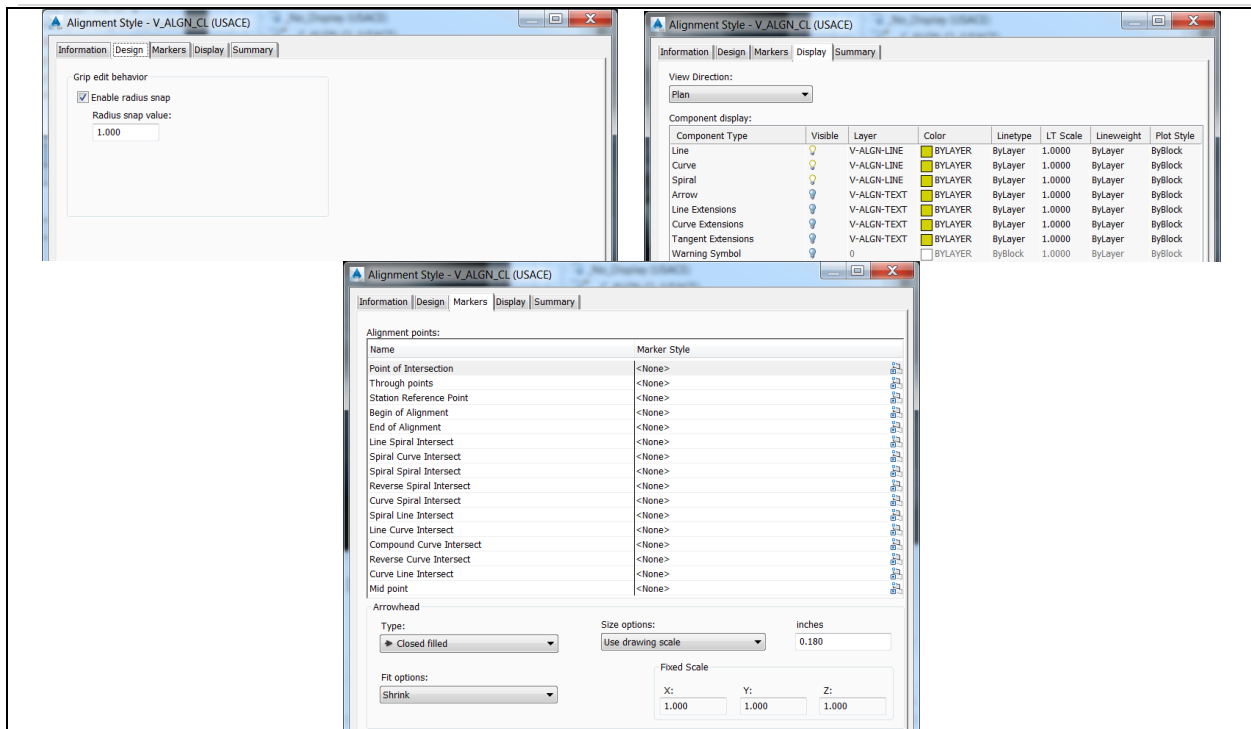 Alignment Style - V_ALGN_CL (USACE)
Information Design Markers Display Summary
Grip edit behavior
Enable radius snap
Radius snap value:
1.000
Alignment Style - V_ALGN_CL (USACE)
Information Design Markers Display Summary
View Direction:
Plan
Component display:
Component Type Visible Layer Color Linetype LT Scale Lineweight Plot Style
Line V-ALGN-LINE BYLAYER ByLayer 1.0000 ByLayer ByBlock
Curve V-ALGN-LINE BYLAYER ByLayer 1.0000 ByLayer ByBlock
Spiral V-ALGN-LINE BYLAYER ByLayer 1.0000 ByLayer ByBlock
Arrow V-ALGN-TEXT BYLAYER ByLayer 1.0000 ByLayer ByBlock
Line Extensions V-ALGN-TEXT BYLAYER ByLayer 1.0000 ByLayer ByBlock
Curve Extensions V-ALGN-TEXT BYLAYER ByLayer 1.0000 ByLayer ByBlock
Tangent Extensions V-ALGN-TEXT BYLAYER ByLayer 1.0000 ByLayer ByBlock
Warning Symbol 0 BYLAYER ByBlock 1.0000 ByLayer ByBlock
Alignment Style - V_ALGN_CL (USACE)
Information Design Markers Display Summary
Alignment points:
Name Marker Style
Point of Intersection <None>
Through points <None>
Station Reference Point <None>
Begin of Alignment <None>
End of Alignment <None>
Line Spiral Intersect <None>
Spiral Curve Intersect <None>
Spiral Spiral Intersect <None>
Reverse Spiral Intersect <None>
Curve Spiral Intersect <None>
Spiral Line Intersect <None>
Line Curve Intersect <None>
Compound Curve Intersect <None>
Reverse Curve Intersect <None>
Curve Line Intersect <None>
Mid point <None>
Arrowhead
Type: Size options: inches
Closed filled Use drawing scale 0.180
Fixed Scale
Fit options: X: Y: Z:
Shrink 1.000 1.000 1.000